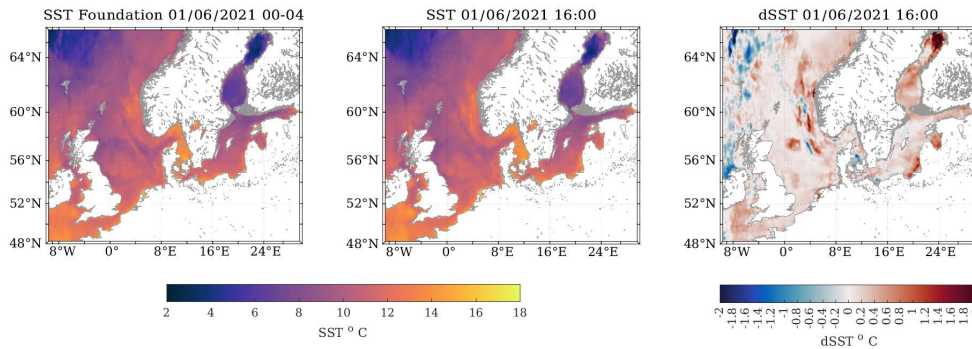 SST Foundation 01/06/2021 00-04
SST 01/06/2021 16:00
dSST 01/06/2021 16:00
64°N
60°N
56°N
52°N
48°N
8°W 0° 8°E 16°E 24°E
64°N
60°N
56°N
52°N
48°N
8°W 0° 8°E 16°E 24°E
64°N
60°N
56°N
52°N
48°N
8°W 0° 8°E 16°E 24°E
2 4 6 8 10 12 14 16 18
SST ° C
-2 -1.8 -1.6 -1.4 -1.2 -1 -0.8 -0.6 -0.4 -0.2 0 0.2 0.4 0.6 0.8 1 1.2 1.4 1.6 1.8
dSST ° C